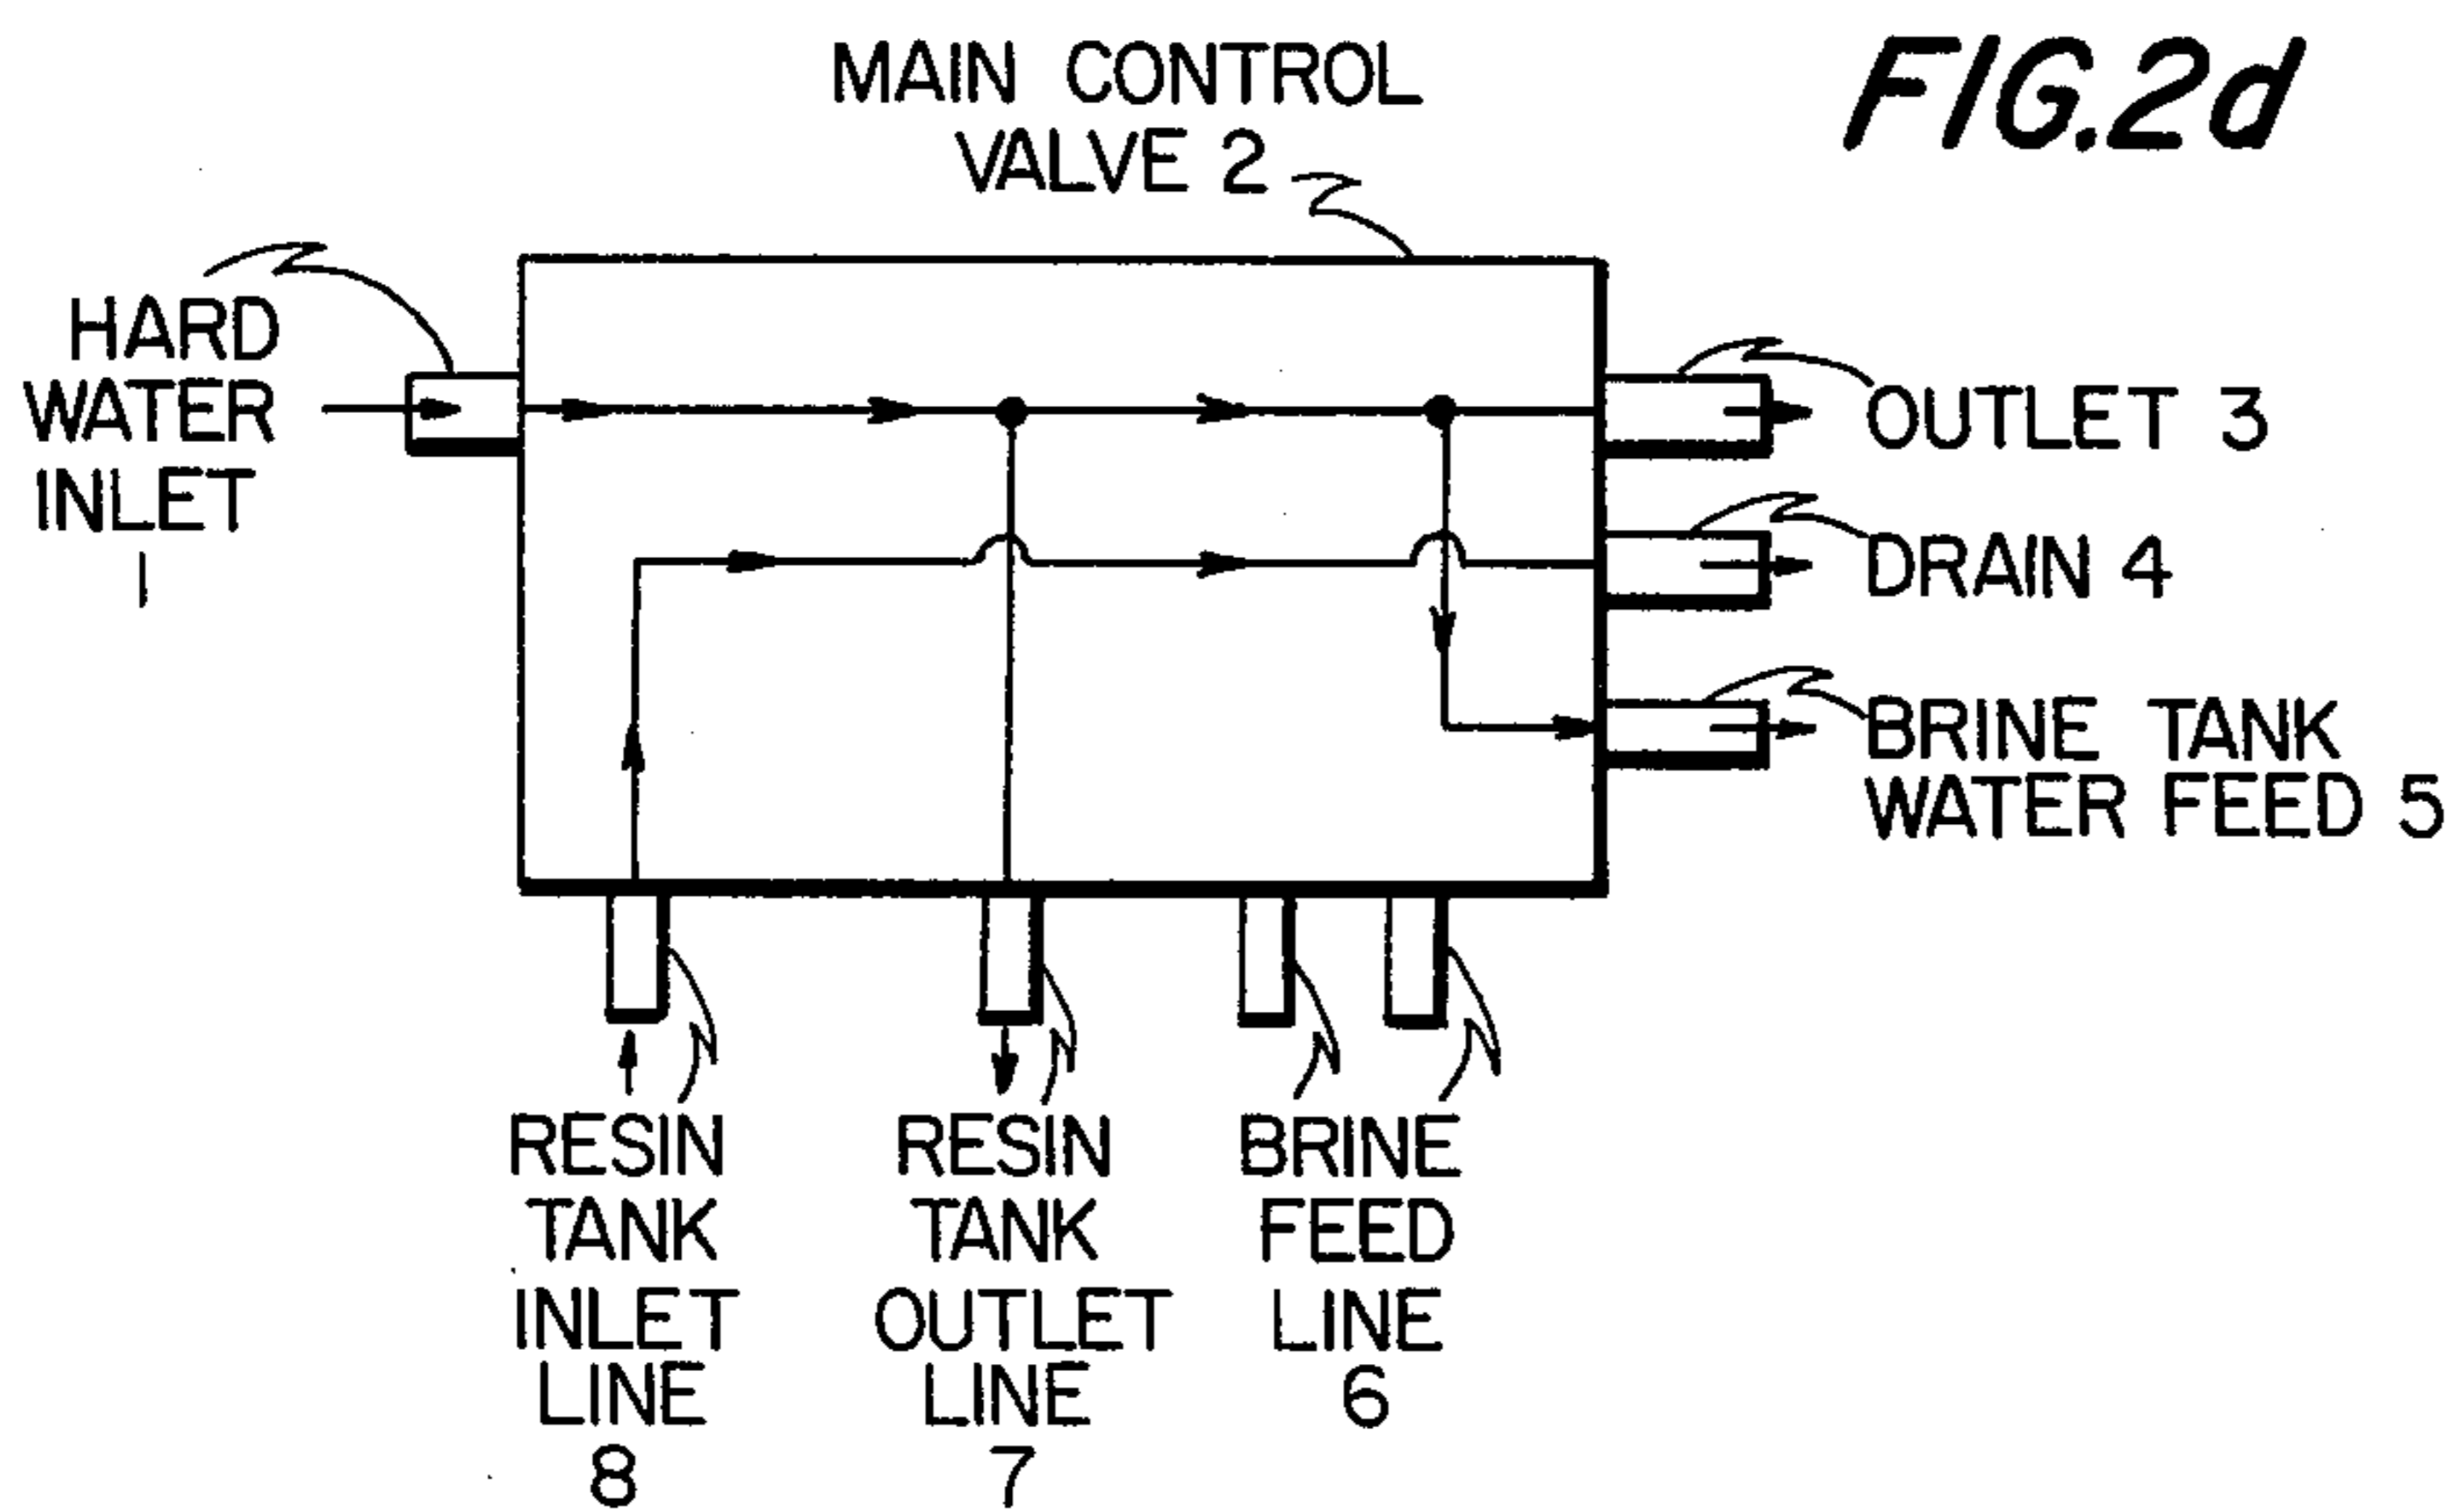 FIG.2d
MAIN CONTROL
VALVE 2
HARD
WATER
INLET
1
OUTLET 3
DRAIN 4
BRINE TANK
WATER FEED 5
RESIN
TANK
INLET
LINE
8
RESIN
TANK
OUTLET
LINE
7
BRINE
FEED
LINE
6